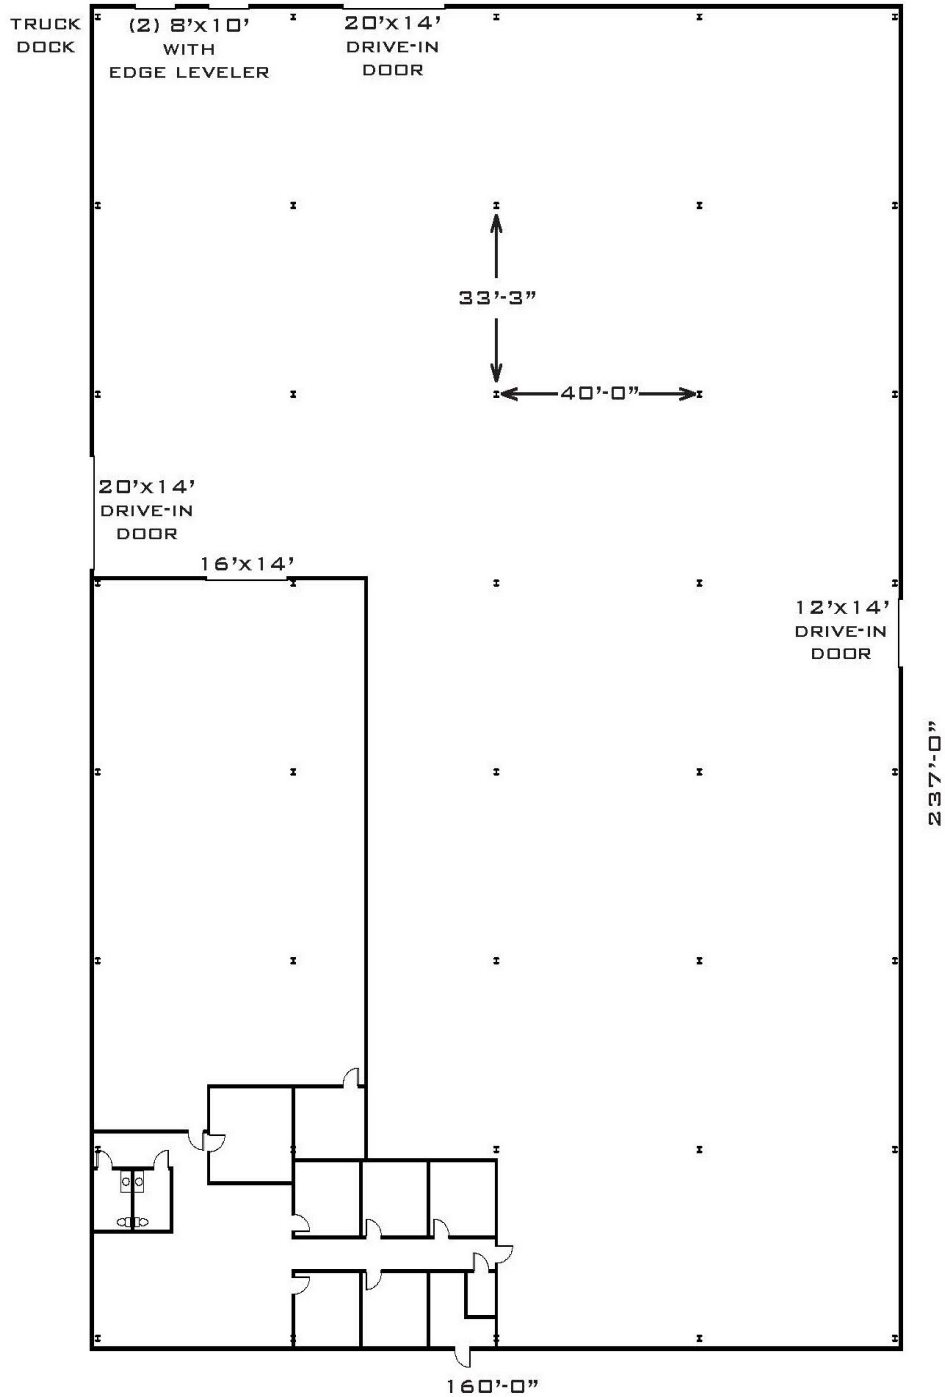 TRUCK
DOCK
(2) 8'x10'
WITH
EDGE LEVELER
20'x14'
DRIVE-IN
DOOR
33'-3"
40'-0"
20'x14'
DRIVE-IN
DOOR
16'x14'
12'x14'
DRIVE-IN
DOOR
237'-0"
160'-0"